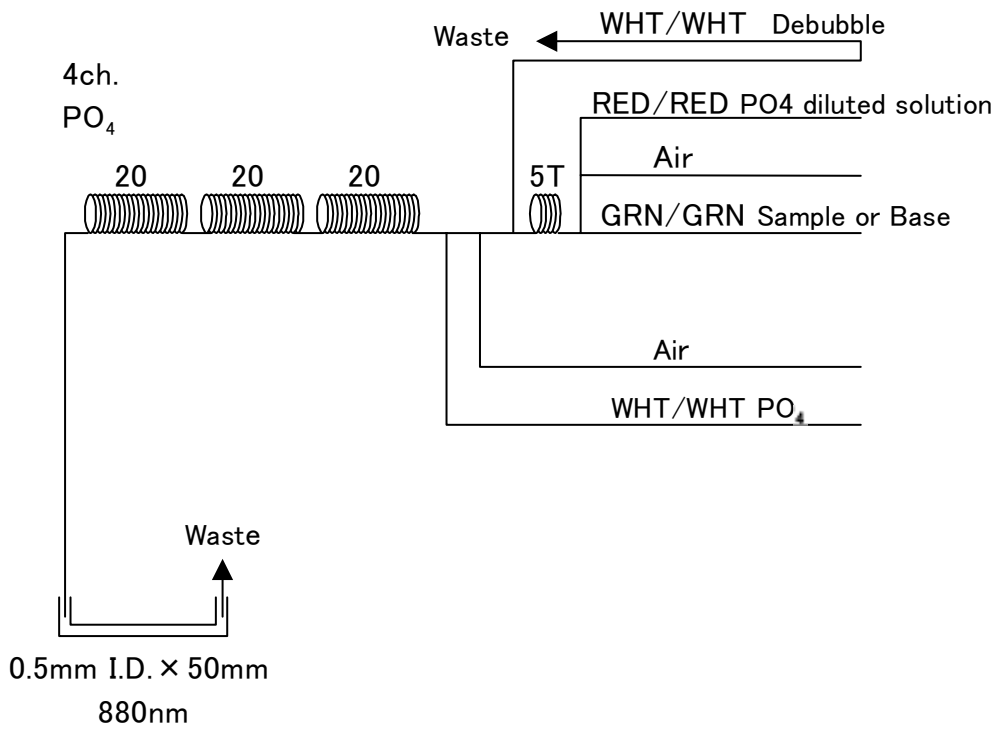 WHT/WHT Debubble
Waste
4ch.
PO₄
RED/RED PO4 diluted solution
20 20 20 5T
Air
GRN/GRN Sample or Base
Air
WHT/WHT PO₄
Waste
0.5mm I.D. × 50mm
880nm